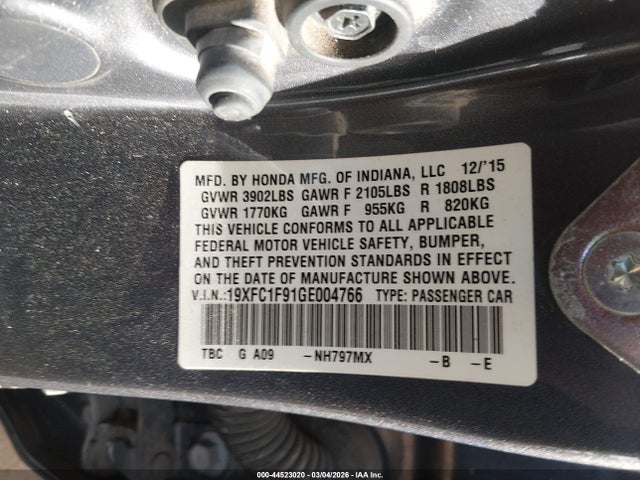 MFD. BY HONDA MFG. OF INDIANA, LLC 12/'15
GVWR 3902LBS GAWR F 2105LBS R 1808LBS
GVWR 1770KG GAWR F 955KG R 820KG
THIS VEHICLE CONFORMS TO ALL APPLICABLE
FEDERAL MOTOR VEHICLE SAFETY, BUMPER,
AND THEFT PREVENTION STANDARDS IN EFFECT
ON THE DATE OF MANUFACTURE SHOWN ABOVE.
V.I.N.:19XFC1F91GE004766 TYPE: PASSENGER CAR
TBC G A09 -NH797MX -B -E
000-44523020 - 03/04/2026 - IAA Inc.